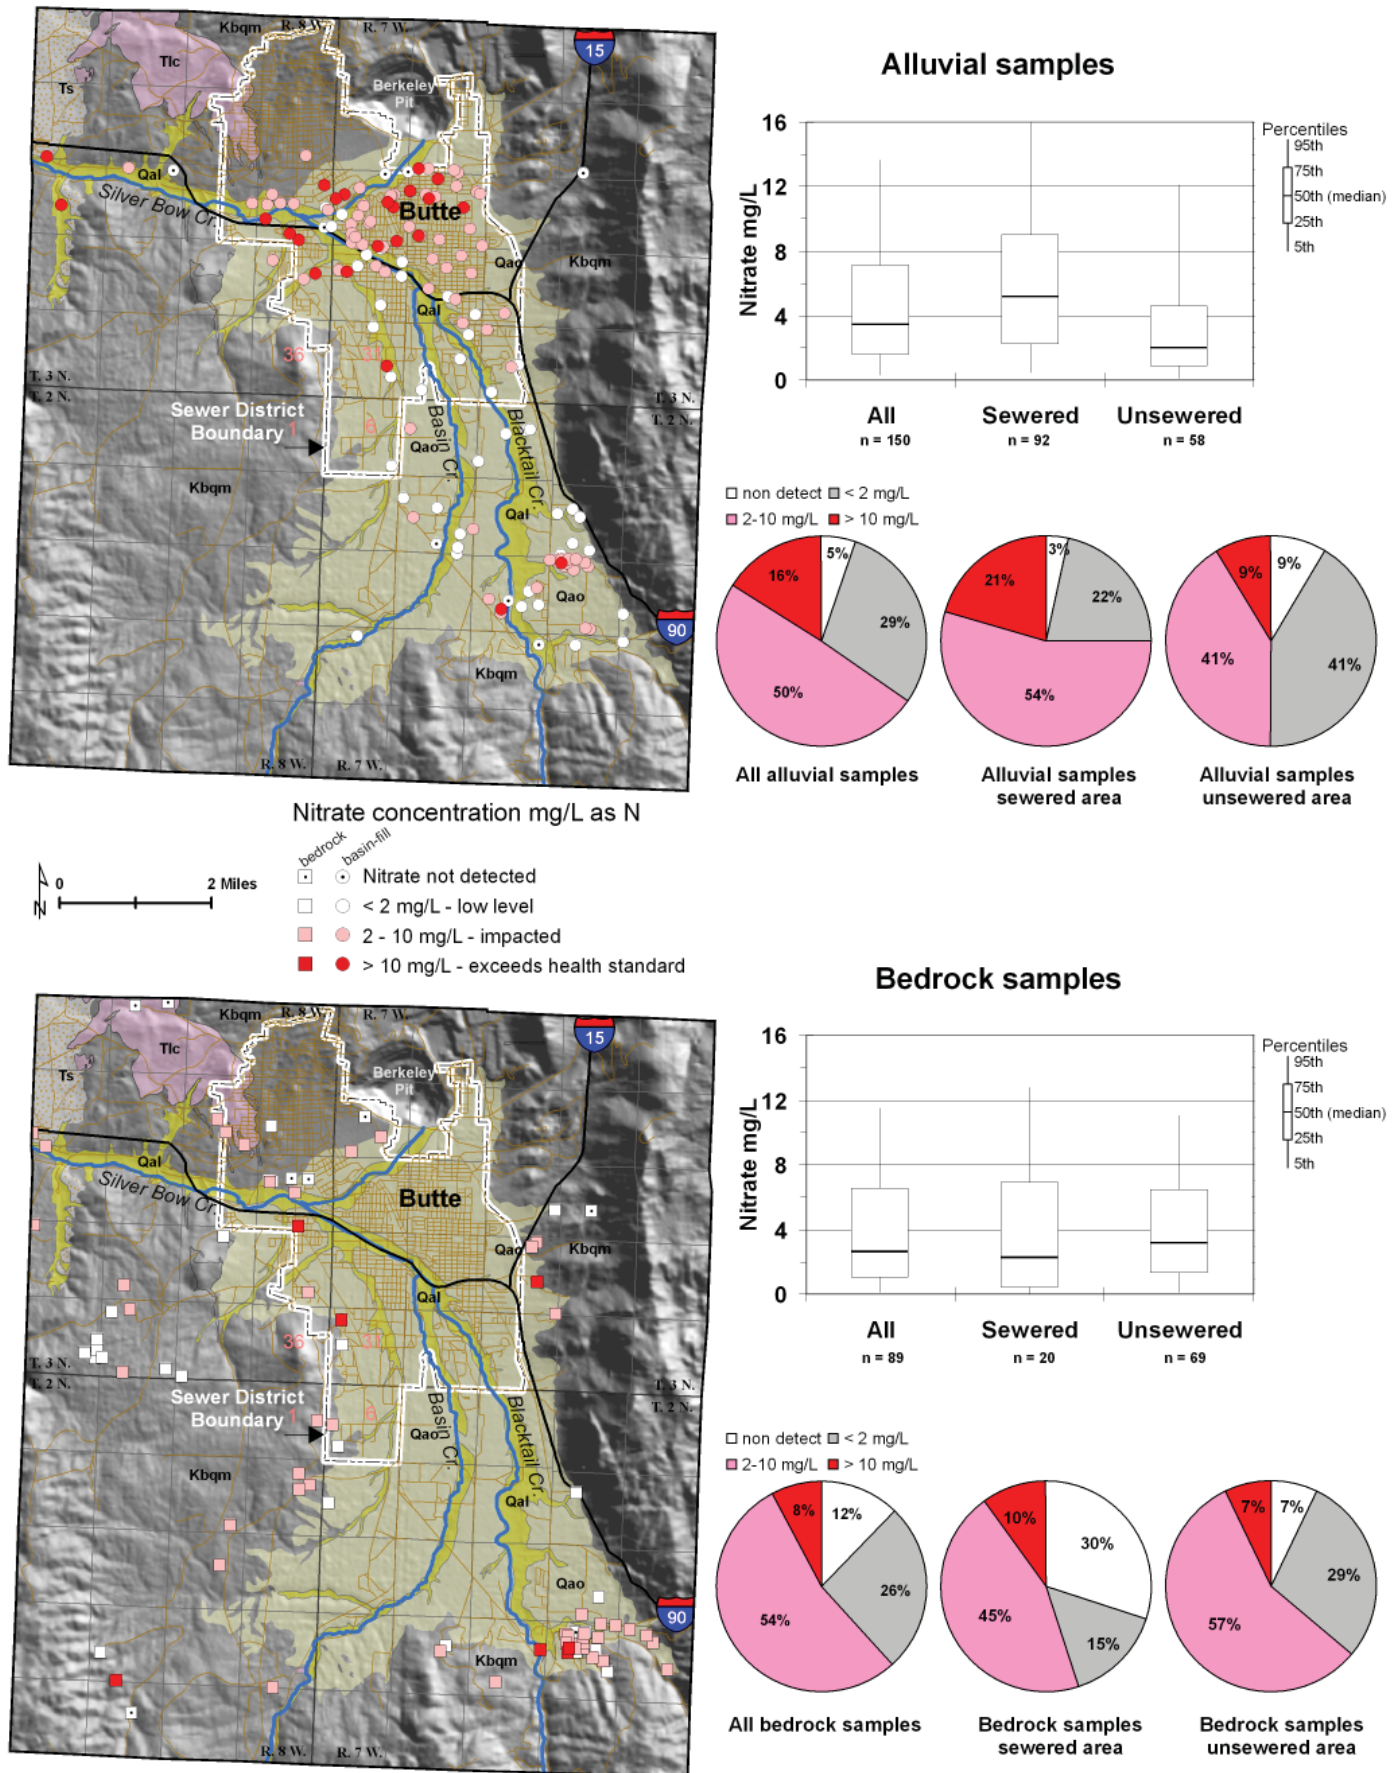 Kbqm
R. 8 W.
R. 7 W.
Tlc
Ts
Berkeley
Pit
15
Qal
Silver Bow Cr.
Butte
Qao
Kbqm
Qal
36
31
T. 3 N.
T. 2 N.
T. 3 N.
T. 2 N.
Sewer District
Boundary
1
6
Qao
Basin Cr.
Blacktail Cr.
Kbqm
Qal
Qao
90
Kbqm
R. 8 W.
R. 7 W.
Alluvial samples
Nitrate mg/L
16
12
8
4
0
Percentiles
95th
75th
50th (median)
25th
5th
All
Sewered
Unsewered
n = 150
n = 92
n = 58
non detect
< 2 mg/L
2-10 mg/L
> 10 mg/L
16%
5%
29%
50%
21%
3%
22%
54%
9%
9%
41%
41%
All alluvial samples
Alluvial samples
sewered area
Alluvial samples
unsewered area
Nitrate concentration mg/L as N
bedrock
basin-fill
Nitrate not detected
< 2 mg/L - low level
2 - 10 mg/L - impacted
> 10 mg/L - exceeds health standard
N
0
2 Miles
Kbqm
R. 8 W.
R. 7 W.
Tlc
Ts
Berkeley
Pit
15
Qal
Silver Bow Cr.
Butte
Qao
Kbqm
Qal
36
31
T. 3 N.
T. 2 N.
T. 3 N.
T. 2 N.
Sewer District
Boundary
1
6
Qao
Basin Cr.
Blacktail Cr.
Kbqm
Qal
Qao
90
Kbqm
R. 8 W.
R. 7 W.
Bedrock samples
Nitrate mg/L
16
12
8
4
0
Percentiles
95th
75th
50th (median)
25th
5th
All
Sewered
Unsewered
n = 89
n = 20
n = 69
non detect
< 2 mg/L
2-10 mg/L
> 10 mg/L
8%
12%
26%
54%
10%
30%
15%
45%
7%
7%
29%
57%
All bedrock samples
Bedrock samples
sewered area
Bedrock samples
unsewered area